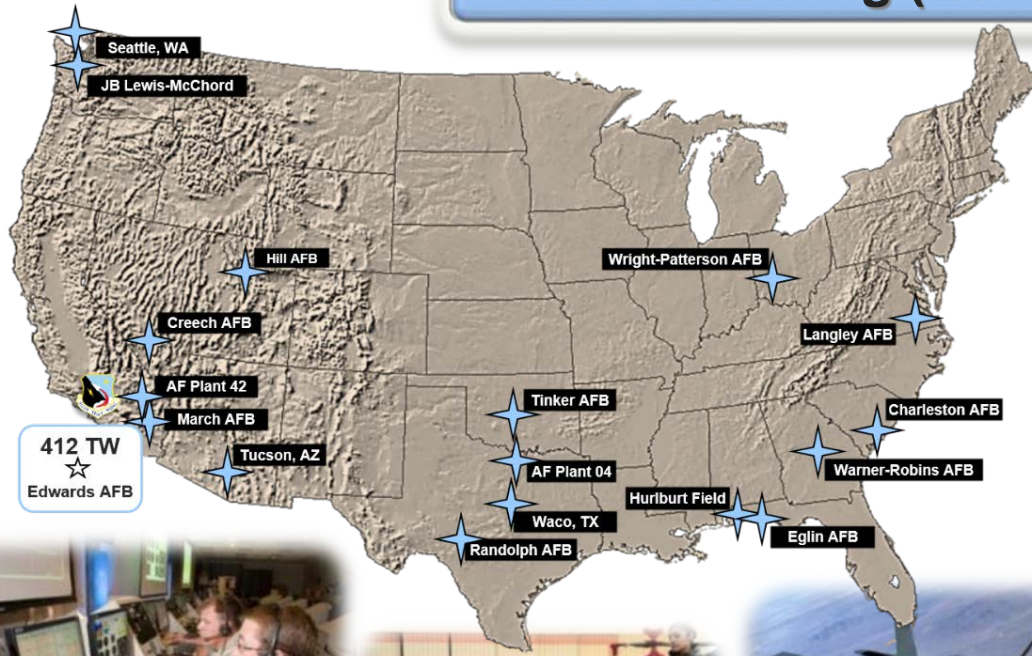 Seattle, WA
JB Lewis-McChord
Hill AFB
Wright-Patterson AFB
Creech AFB
Langley AFB
AF Plant 42
Tinker AFB
March AFB
Charleston AFB
412 TW
Edwards AFB
Tucson, AZ
AF Plant 04
Warner-Robins AFB
Hurlburt Field
Waco, TX
Eglin AFB
Randolph AFB